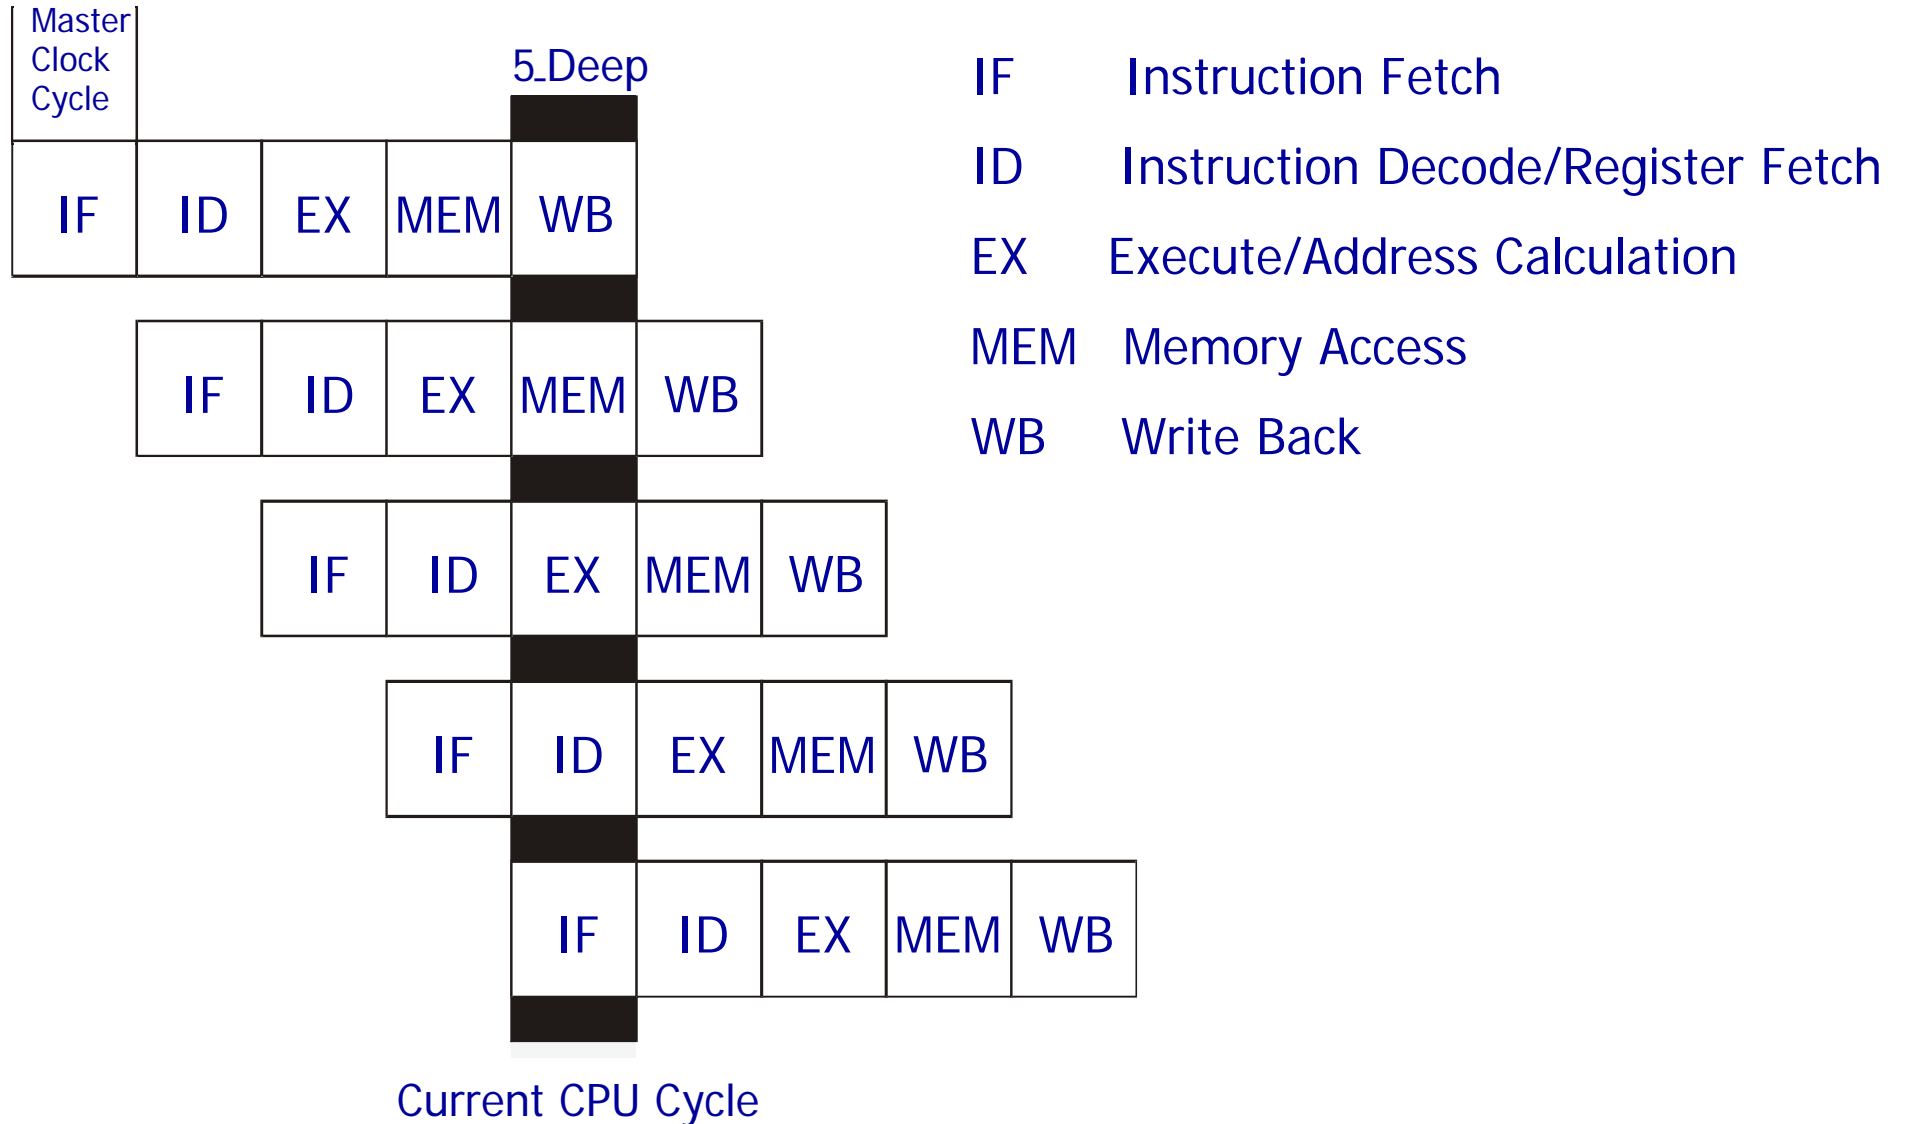 Master
Clock
Cycle
5-Deep
IF ID EX MEM WB
IF ID EX MEM WB
IF ID EX MEM WB
IF ID EX MEM WB
IF ID EX MEM WB
Current CPU Cycle
IF Instruction Fetch
ID Instruction Decode/Register Fetch
EX Execute/Address Calculation
MEM Memory Access
WB Write Back